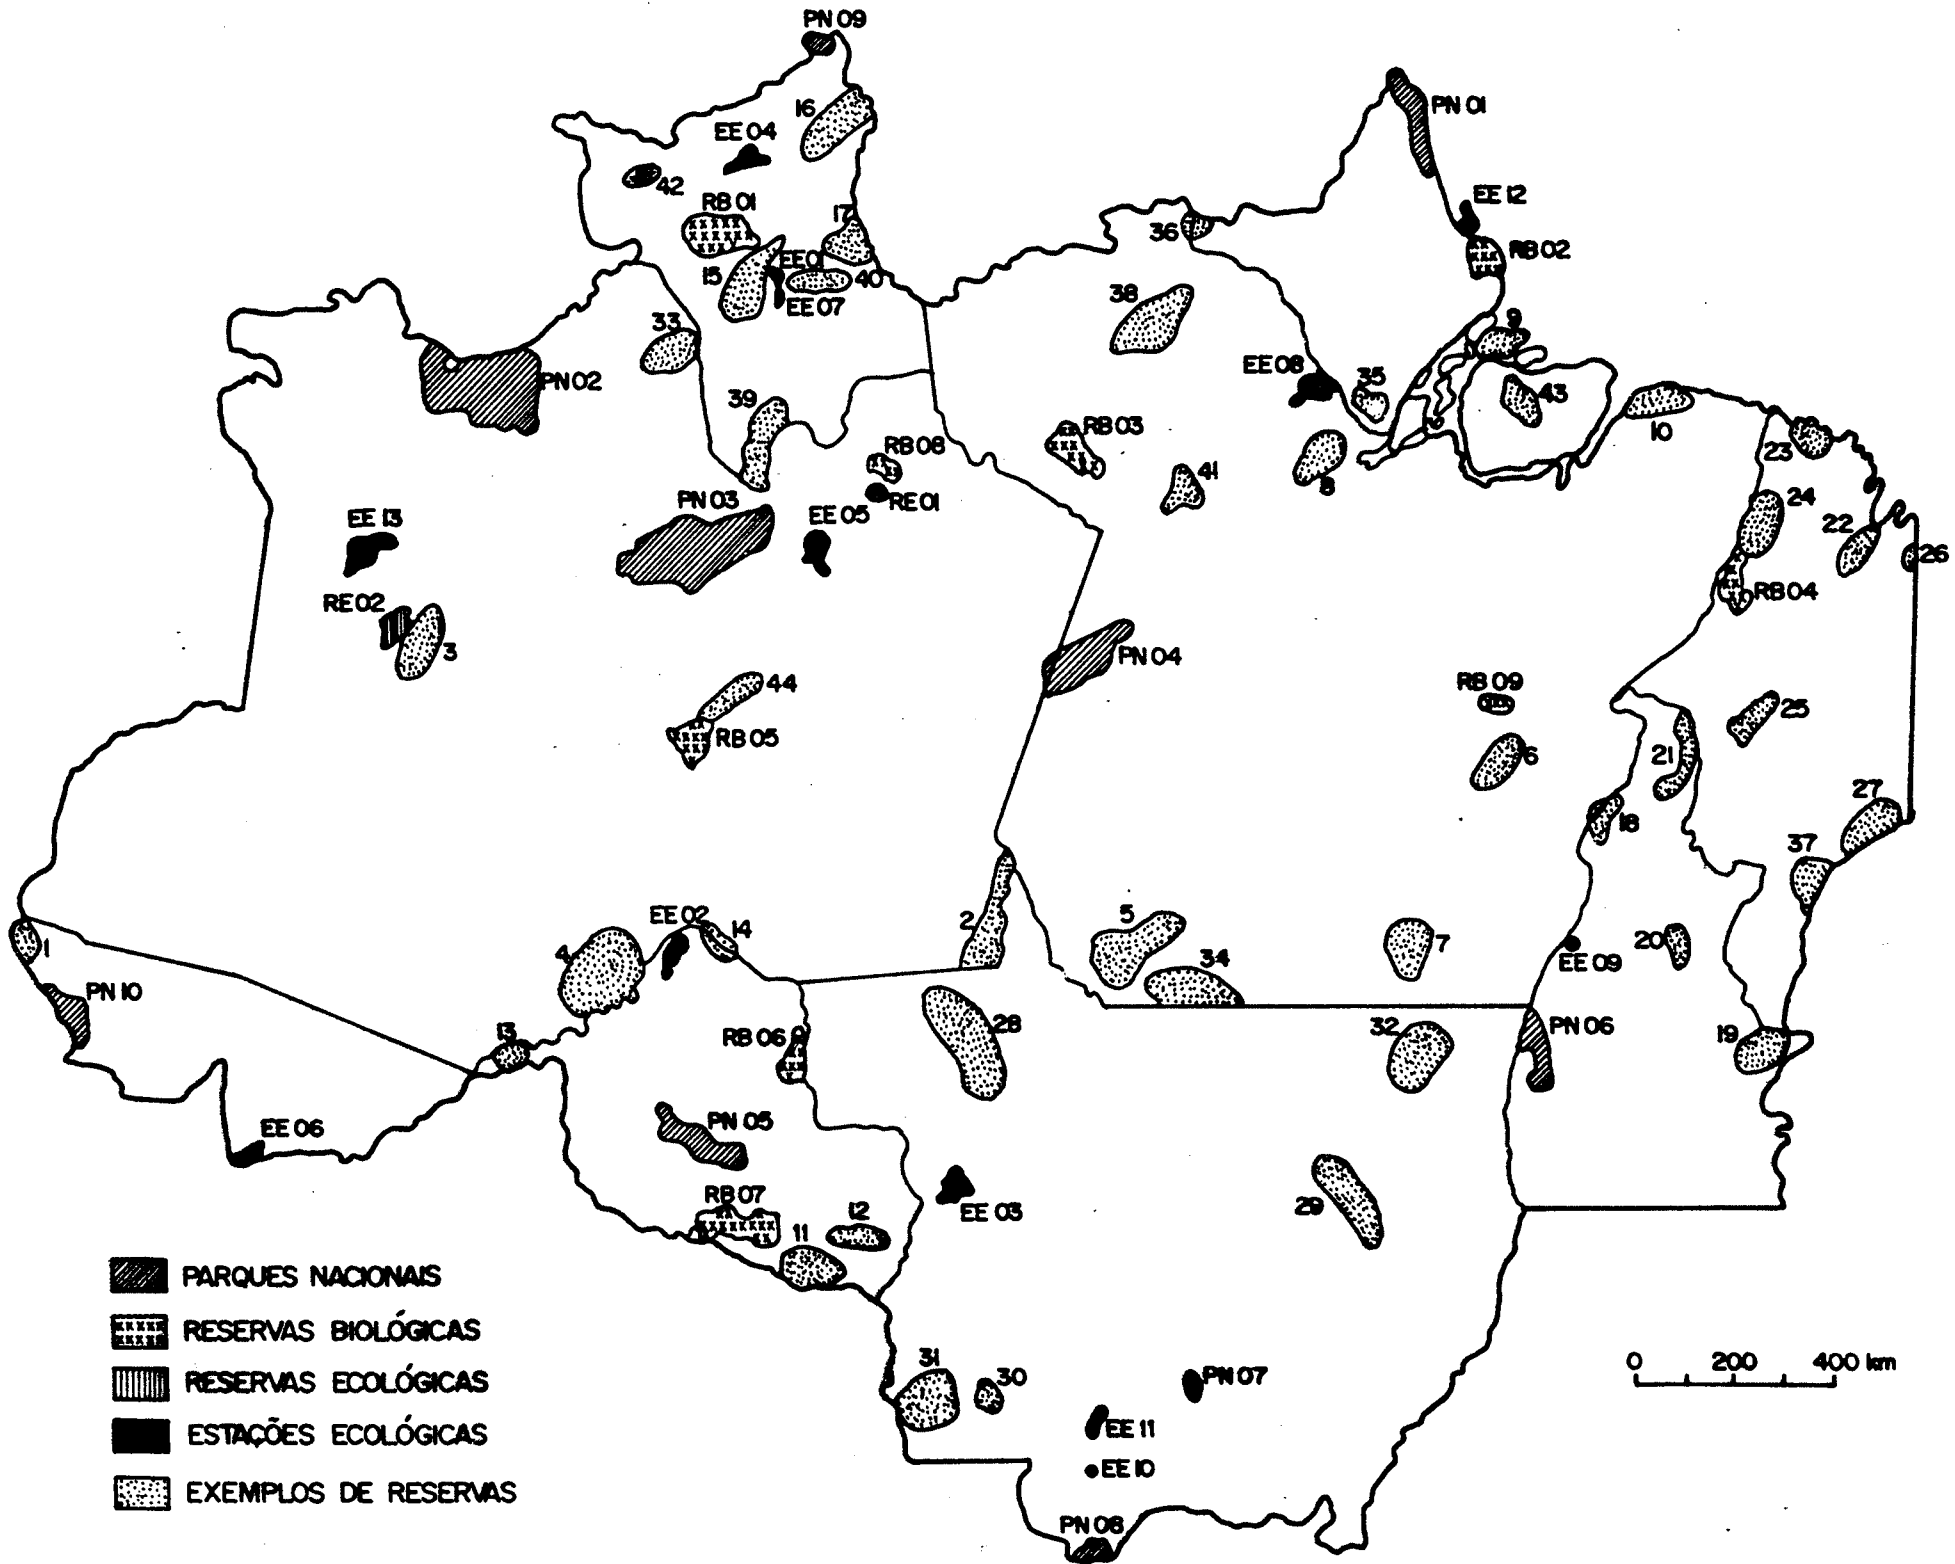 PN 09
PN 01
16
EE 04
42
RB 01
17
EE 12
36
RB 02
EE 01
15
40
EE 07
38
33
9
EE 08
35
PN 02
43
39
10
RB 03
23
RB 08
41
8
PN 03
RE 01
24
EE 05
EE 13
22
26
RE 02
RB 04
3
PN 04
44
RB 09
25
RB 05
6
21
27
18
37
EE 02
14
2
5
7
1
4
20
34
EE 09
PN 10
13
28
32
PN 06
RB 06
19
PN 05
EE 06
RB 07
12
EE 03
29
11
PARQUES NACIONAIS
RESERVAS BIOLÓGICAS
RESERVAS ECOLÓGICAS
ESTAÇÕES ECOLÓGICAS
EXEMPLOS DE RESERVAS
31
30
PN 07
0 200 400 km
EE 11
EE 10
PN 08